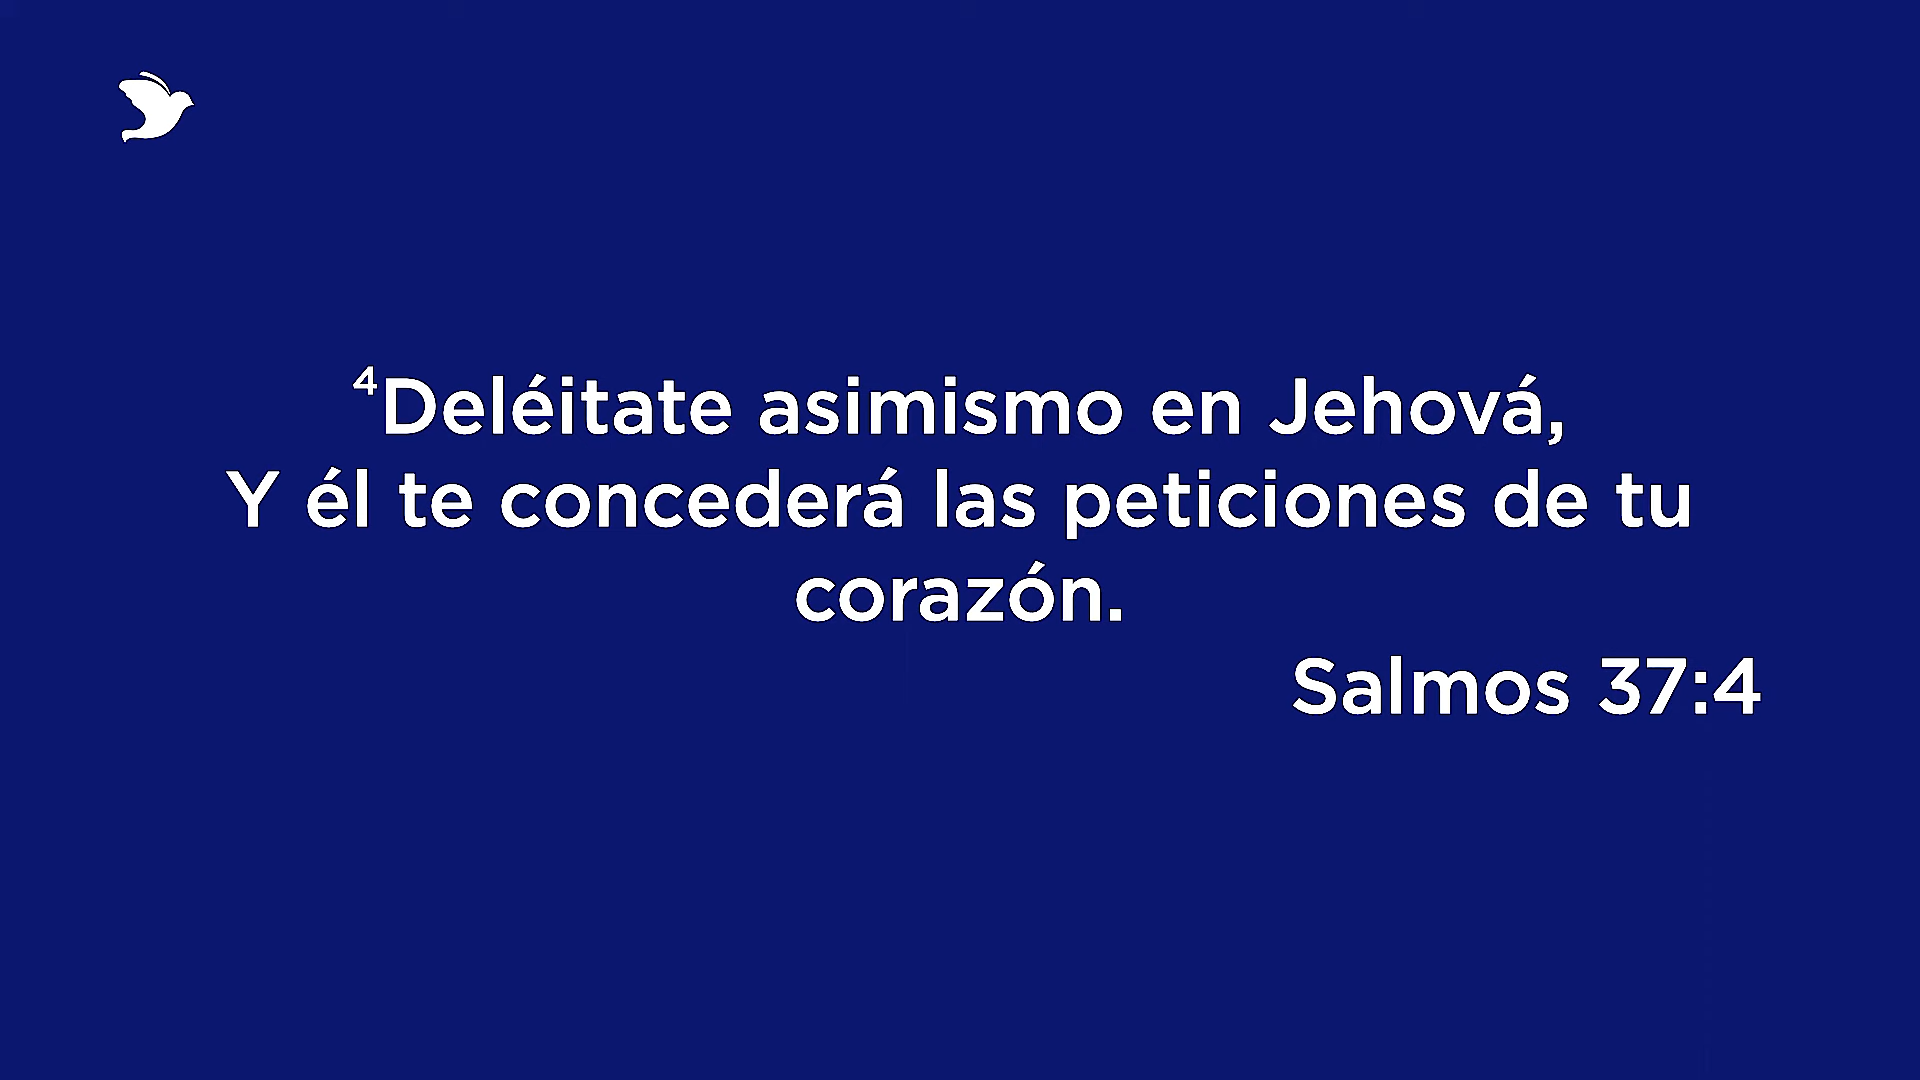 ⁴Deléitate asimismo en Jehová,
Y él te concederá las peticiones de tu
corazón.
Salmos 37:4